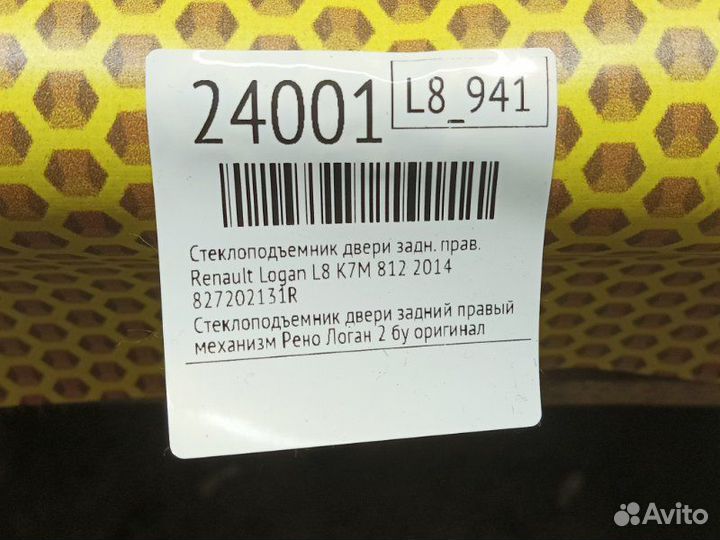 24001
L8_941
Стеклоподъемник двери задн. прав.
Renault Logan L8 K7M 812 2014
827202131R
Стеклоподъемник двери задний правый
механизм Рено Логан 2 бу оригинал
Avito